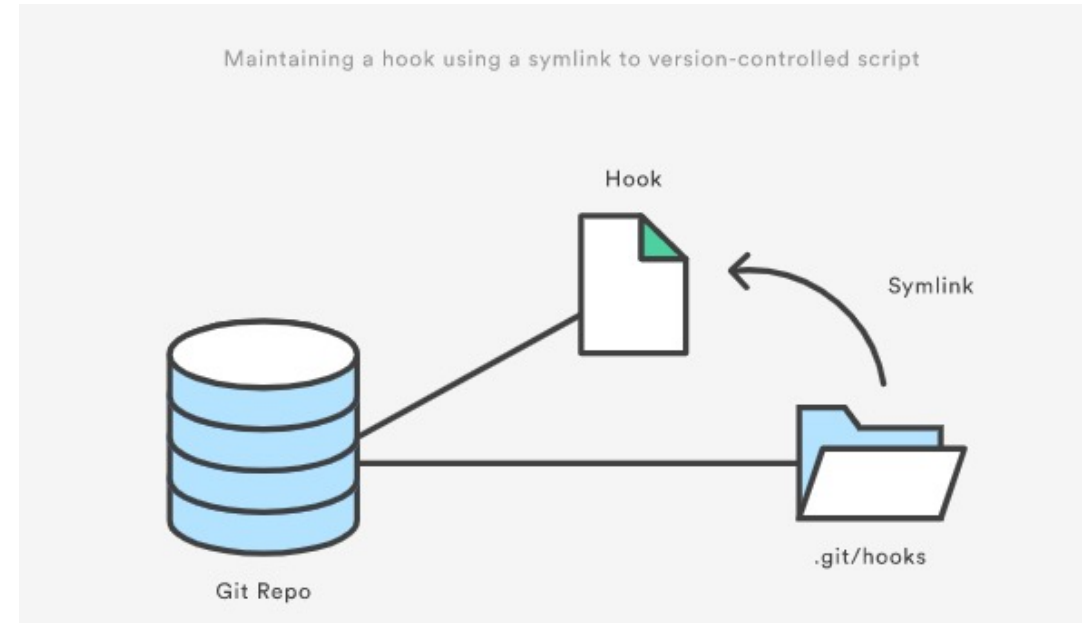 Maintaining a hook using a symlink to version-controlled script
Hook
Symlink
.git/hooks
Git Repo